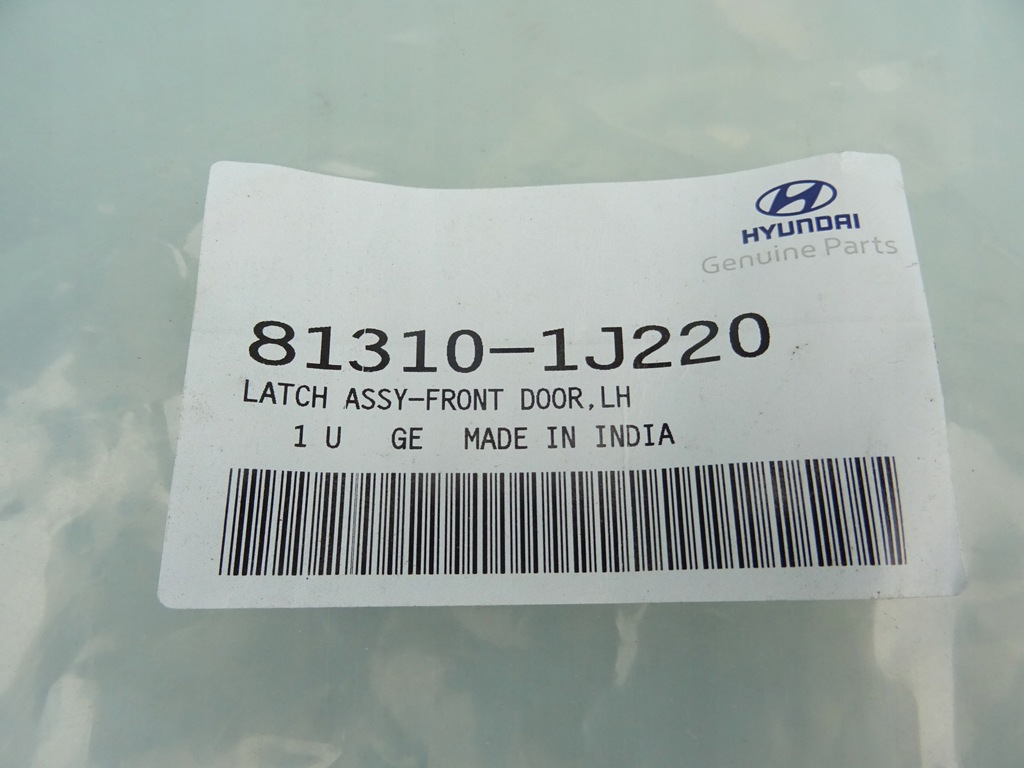 HYUNDAI
Genuine Parts
81310-1J220
LATCH ASSY-FRONT DOOR,LH
1 U GE MADE IN INDIA